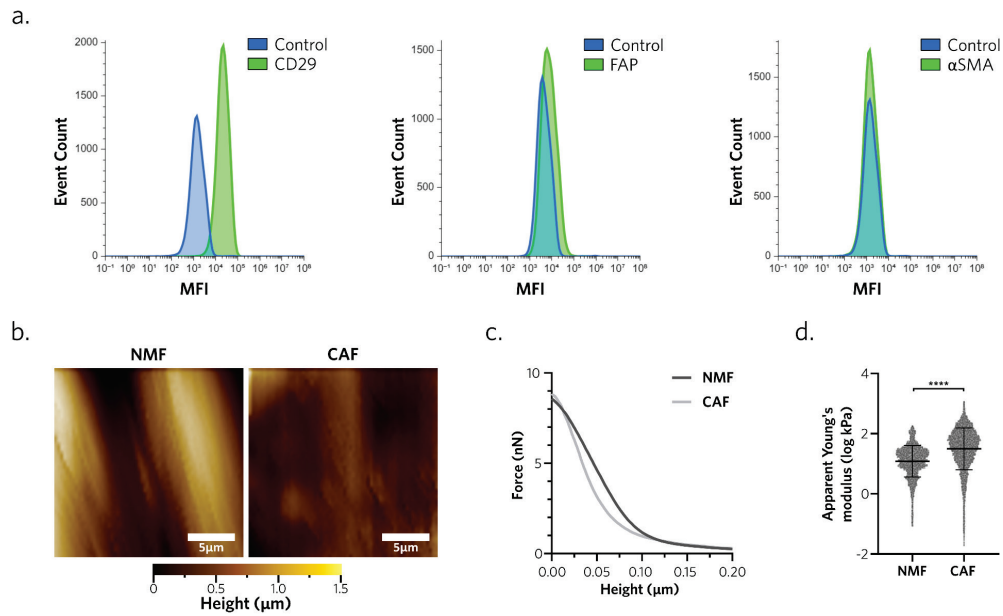 a.
2000
1500
1000
500
0
Event Count
10⁻¹ 10⁰ 10¹ 10² 10³ 10⁴ 10⁵ 10⁶ 10⁷ 10⁸
MFI
Control
CD29
1500
1000
500
0
Event Count
10⁻¹ 10⁰ 10¹ 10² 10³ 10⁴ 10⁵ 10⁶ 10⁷ 10⁸
MFI
Control
FAP
1500
1000
500
0
Event Count
10⁻¹ 10⁰ 10¹ 10² 10³ 10⁴ 10⁵ 10⁶ 10⁷ 10⁸
MFI
Control
αSMA
b.
NMF
CAF
5μm
5μm
0 0.5 1.0 1.5
Height (μm)
c.
10
5
0
Force (nN)
0.00 0.05 0.10 0.15 0.20
Height (μm)
NMF
CAF
d.
4
2
0
-2
Apparent Young's
modulus (log kPa)
****
NMF CAF